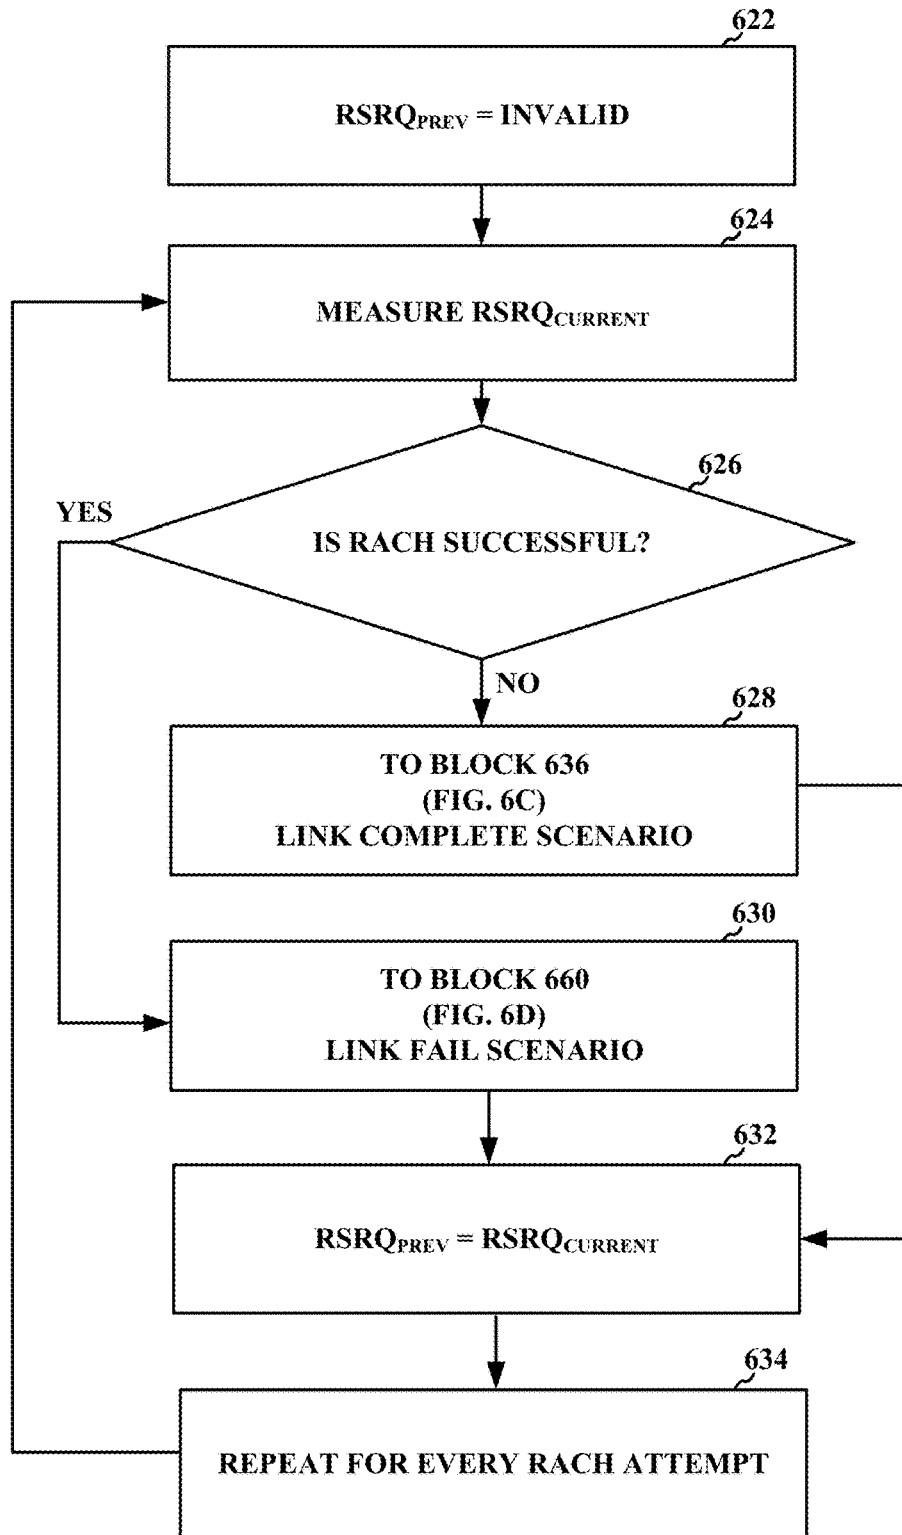 622
RSRQPREV = INVALID
624
MEASURE RSRQCURRENT
626
YES
IS RACH SUCCESSFUL?
NO
628
TO BLOCK 636
(FIG. 6C)
LINK COMPLETE SCENARIO
630
TO BLOCK 660
(FIG. 6D)
LINK FAIL SCENARIO
632
RSRQPREV = RSRQCURRENT
634
REPEAT FOR EVERY RACH ATTEMPT